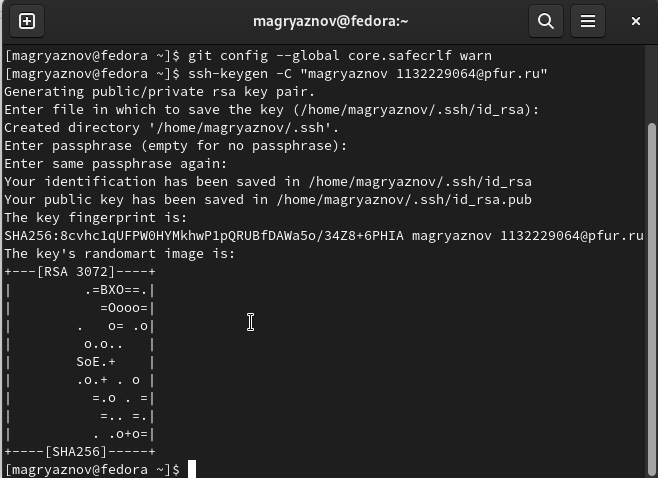 magryaznov@fedora:~
[magryaznov@fedora ~]$ git config --global core.safecrlf warn
[magryaznov@fedora ~]$ ssh-keygen -C "magryaznov 1132229064@pfur.ru"
Generating public/private rsa key pair.
Enter file in which to save the key (/home/magryaznov/.ssh/id_rsa):
Created directory '/home/magryaznov/.ssh'.
Enter passphrase (empty for no passphrase):
Enter same passphrase again:
Your identification has been saved in /home/magryaznov/.ssh/id_rsa
Your public key has been saved in /home/magryaznov/.ssh/id_rsa.pub
The key fingerprint is:
SHA256:8cvhc1qUFPW0HYMkhwP1pQRUBfDAWa5o/34Z8+6PHIA magryaznov 1132229064@pfur.ru
The key's randomart image is:
+---[RSA 3072]----+
|          .=BXO==.|
|            =Oooo=|
|         .   o= .o|
|          o.o..   |
|         SoE.+    |
|         .o.+ . o |
|           =.o . =|
|            =.. =.|
|           . .o+o=|
+----[SHA256]-----+
[magryaznov@fedora ~]$